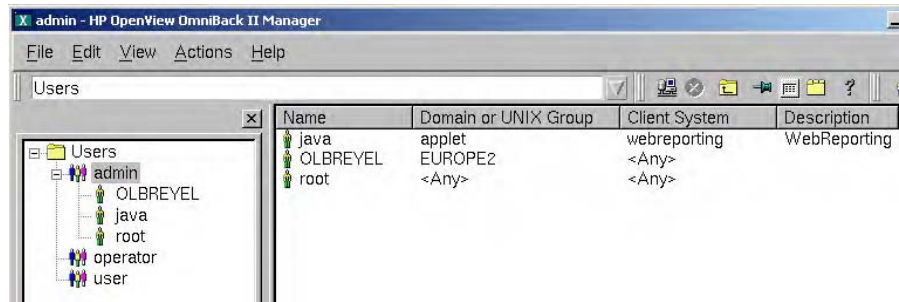 X admin - HP OpenView OmniBack II Manager
File Edit View Actions Help
Users
?
Name Domain or UNIX Group Client System Description
java applet webreporting WebReporting
OLBREYEL EUROPE2 <Any>
root <Any> <Any>
Users
admin
OLBREYEL
java
root
operator
user